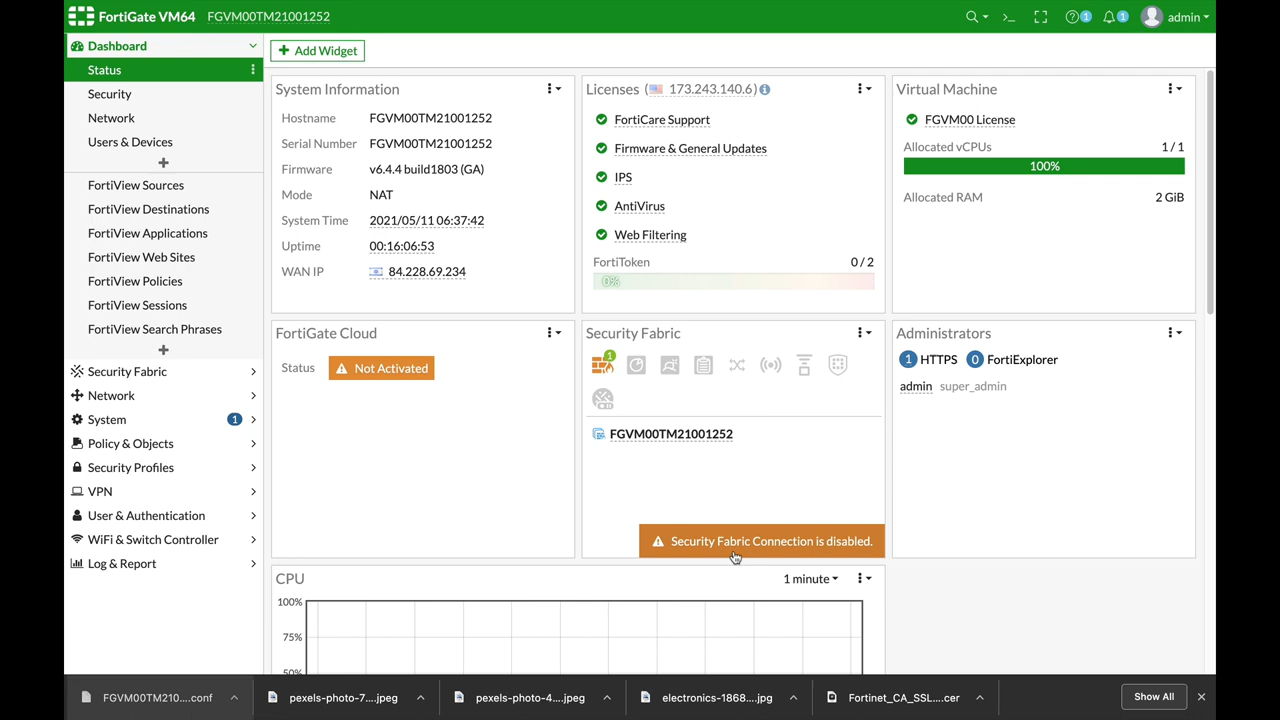 FortiGate VM64 FGVM00TM21001252
1 1 admin
Dashboard
Status
Security
Network
Users & Devices
FortiView Sources
FortiView Destinations
FortiView Applications
FortiView Web Sites
FortiView Policies
FortiView Sessions
FortiView Search Phrases
Security Fabric
Network
System 1
Policy & Objects
Security Profiles
VPN
User & Authentication
WiFi & Switch Controller
Log & Report
+ Add Widget
System Information
Hostname FGVM00TM21001252
Serial Number FGVM00TM21001252
Firmware v6.4.4 build1803 (GA)
Mode NAT
System Time 2021/05/11 06:37:42
Uptime 00:16:06:53
WAN IP 84.228.69.234
Licenses (173.243.140.6)
FortiCare Support
Firmware & General Updates
IPS
AntiVirus
Web Filtering
FortiToken 0 / 2
0%
Virtual Machine
FGVM00 License
Allocated vCPUs 1 / 1
100%
Allocated RAM 2 GiB
FortiGate Cloud
Status Not Activated
Security Fabric
1
FGVM00TM21001252
Security Fabric Connection is disabled.
Administrators
1 HTTPS 0 FortiExplorer
admin super_admin
CPU 1 minute
100%
75%
50%
FGVM00TM210....conf pexels-photo-7....jpeg pexels-photo-4....jpeg electronics-1868....jpg Fortinet_CA_SSL....cer Show All